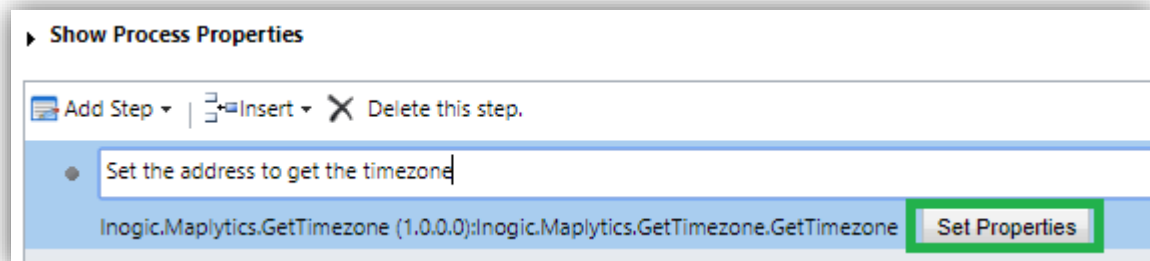 Show Process Properties
Add Step | Insert Delete this step.
Set the address to get the timezone
Inogic.Maplytics.GetTimezone (1.0.0.0):Inogic.Maplytics.GetTimezone.GetTimezone Set Properties